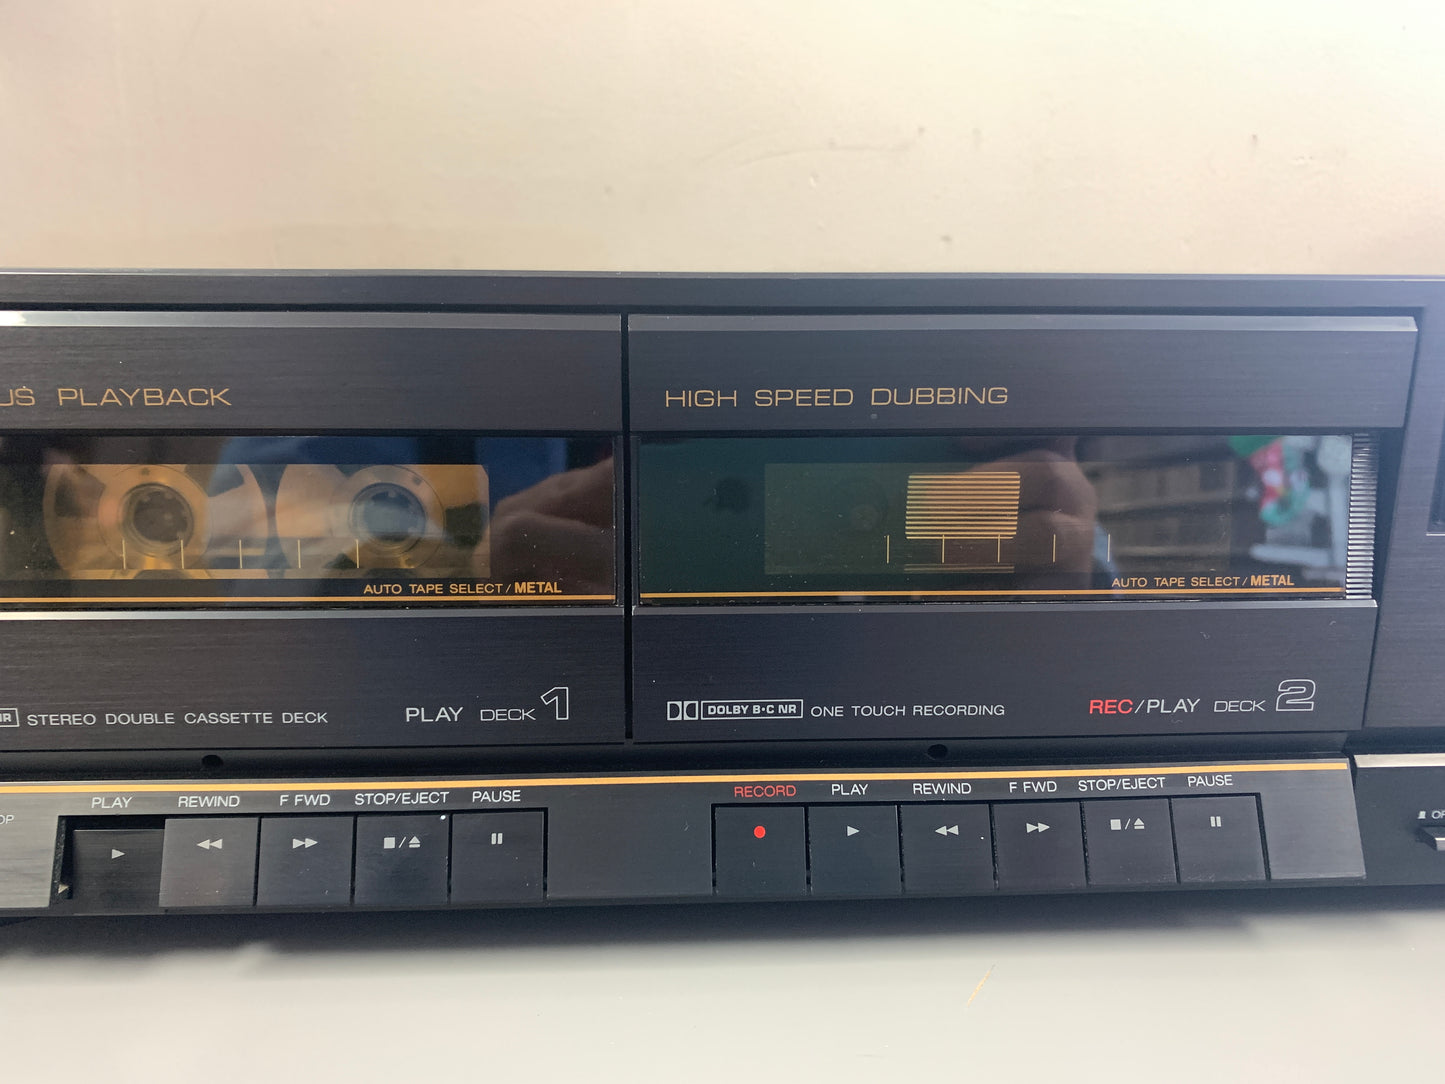 PLAYBACK
HIGH SPEED DUBBING
AUTO TAPE SELECT/METAL
AUTO TAPE SELECT/METAL
STEREO DOUBLE CASSETTE DECK
PLAY DECK 1
DOLBY B•C NR ONE TOUCH RECORDING
REC/PLAY DECK 2
PLAY REWIND F FWD STOP/EJECT PAUSE
RECORD PLAY REWIND F FWD STOP/EJECT PAUSE